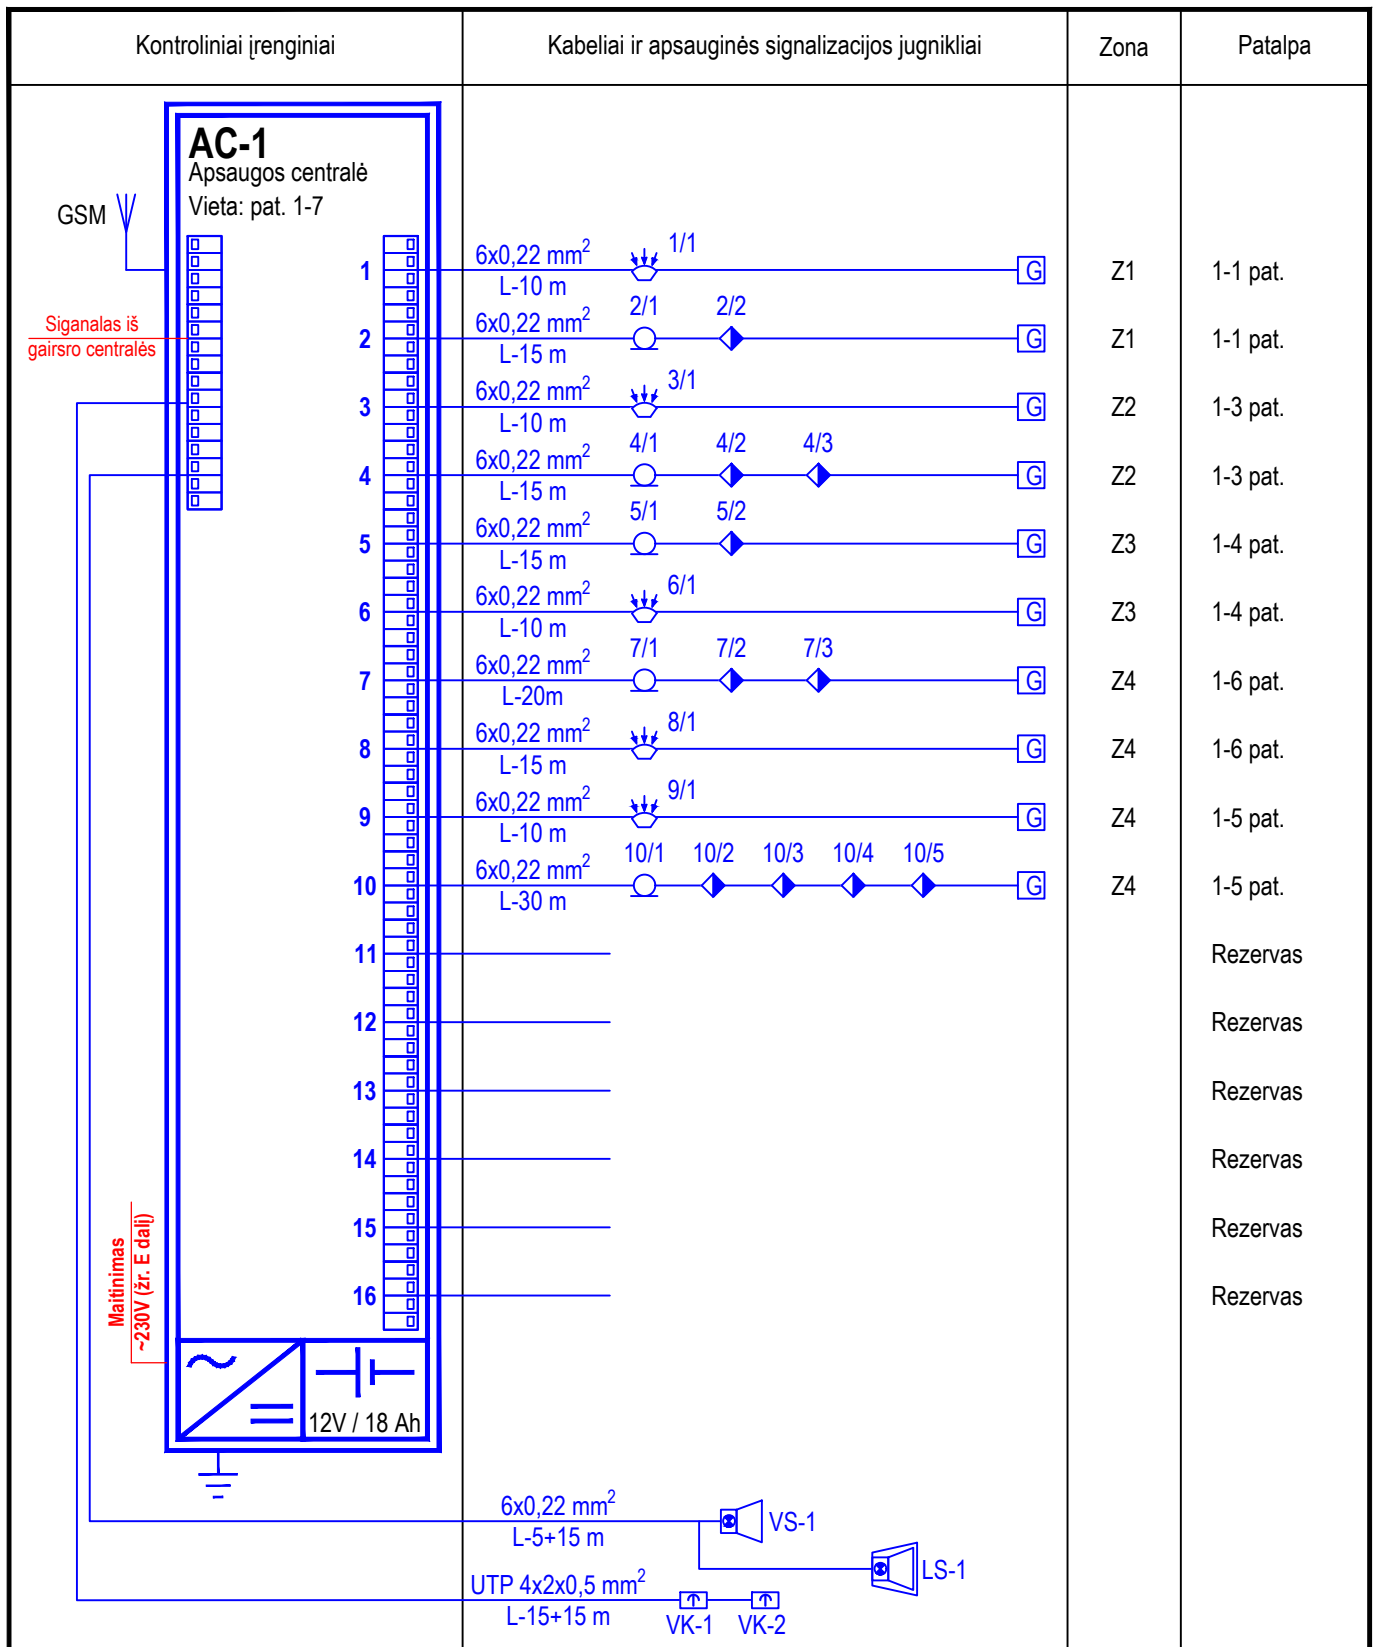 Kontroliniai įrenginiai
Kabeliai ir apsauginės signalizacijos jugnikliai
Zona
Patalpa
AC-1
Apsaugos centralė
Vieta: pat. 1-7
GSM
Siganalas iš
gairsro centralės
1
6x0,22 mm²
L-10 m
1/1
G
Z1
1-1 pat.
2
6x0,22 mm²
L-15 m
2/1
2/2
G
Z1
1-1 pat.
3
6x0,22 mm²
L-10 m
3/1
G
Z2
1-3 pat.
4
6x0,22 mm²
L-15 m
4/1
4/2
4/3
G
Z2
1-3 pat.
5
6x0,22 mm²
L-15 m
5/1
5/2
G
Z3
1-4 pat.
6
6x0,22 mm²
L-10 m
6/1
G
Z3
1-4 pat.
7
6x0,22 mm²
L-20m
7/1
7/2
7/3
G
Z4
1-6 pat.
8
6x0,22 mm²
L-15 m
8/1
G
Z4
1-6 pat.
9
6x0,22 mm²
L-10 m
9/1
G
Z4
1-5 pat.
10
6x0,22 mm²
L-30 m
10/1
10/2
10/3
10/4
10/5
G
Z4
1-5 pat.
11
Rezervas
12
Rezervas
13
Rezervas
14
Rezervas
15
Rezervas
16
Rezervas
Maitinimas
~230V (žr. E dalį)
12V / 18 Ah
6x0,22 mm²
L-5+15 m
VS-1
LS-1
UTP 4x2x0,5 mm²
L-15+15 m
VK-1
VK-2